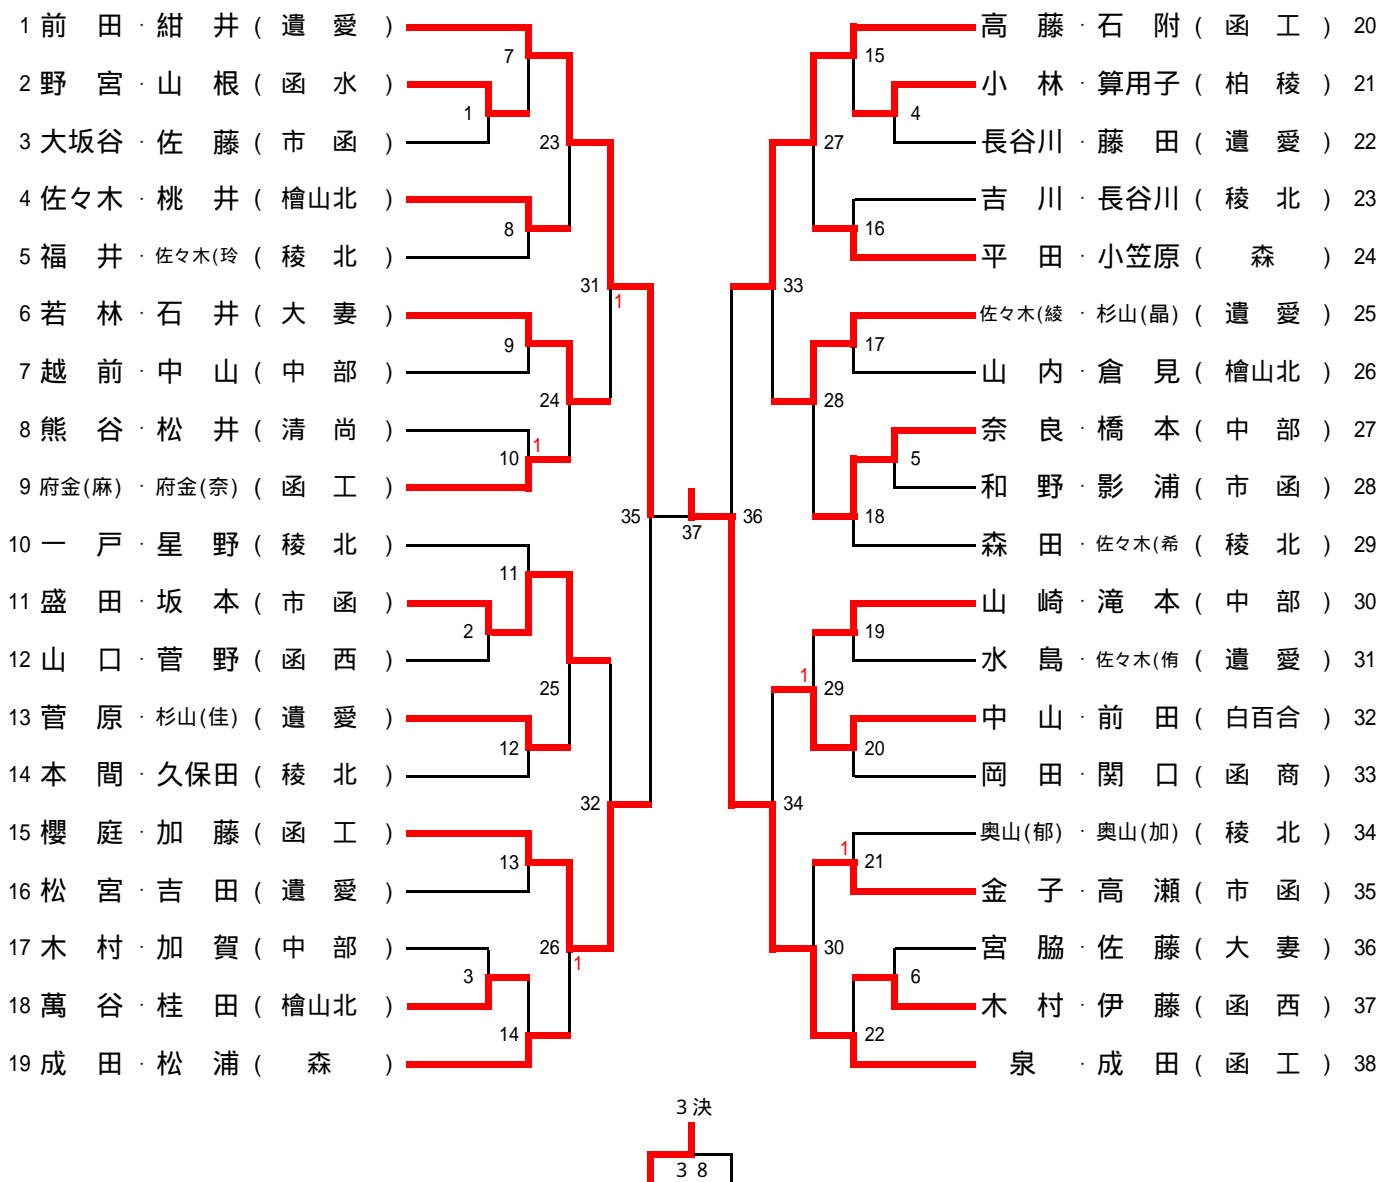 1 前 田 · 紺 井 ( 遺 愛 )
2 野 宮 · 山 根 ( 函 水 )
3 大坂谷 · 佐 藤 ( 市 函 )
4 佐々木 · 桃 井 ( 檜山北 )
5 福 井 · 佐々木(玲 ( 稜 北 )
6 若 林 · 石 井 ( 大 妻 )
7 越 前 · 中 山 ( 中 部 )
8 熊 谷 · 松 井 ( 清 尚 )
9 府金(麻) · 府金(奈) ( 函 工 )
10 一 戸 · 星 野 ( 稜 北 )
11 盛 田 · 坂 本 ( 市 函 )
12 山 口 · 菅 野 ( 函 西 )
13 菅 原 · 杉山(佳) ( 遺 愛 )
14 本 間 · 久保田 ( 稜 北 )
15 櫻 庭 · 加 藤 ( 函 工 )
16 松 宮 · 吉 田 ( 遺 愛 )
17 木 村 · 加 賀 ( 中 部 )
18 萬 谷 · 桂 田 ( 檜山北 )
19 成 田 · 松 浦 ( 森 )
7
1
23
8
31
1
9
24
10
1
35
11
2
25
12
32
13
26
1
3
14
37
36
15
4
27
16
33
17
28
5
18
19
1
29
20
34
1
21
30
6
22
高 藤 · 石 附 ( 函 工 ) 20
小 林 · 算用子 ( 柏 稜 ) 21
長谷川 · 藤 田 ( 遺 愛 ) 22
吉 川 · 長谷川 ( 稜 北 ) 23
平 田 · 小笠原 ( 森 ) 24
佐々木(綾 · 杉山(晶) ( 遺 愛 ) 25
山 内 · 倉 見 ( 檜山北 ) 26
奈 良 · 橋 本 ( 中 部 ) 27
和 野 · 影 浦 ( 市 函 ) 28
森 田 · 佐々木(希 ( 稜 北 ) 29
山 崎 · 滝 本 ( 中 部 ) 30
水 島 · 佐々木(侑 ( 遺 愛 ) 31
中 山 · 前 田 ( 白百合 ) 32
岡 田 · 関 口 ( 函 商 ) 33
奥山(郁) · 奥山(加) ( 稜 北 ) 34
金 子 · 高 瀬 ( 市 函 ) 35
宮 脇 · 佐 藤 ( 大 妻 ) 36
木 村 · 伊 藤 ( 函 西 ) 37
泉 · 成 田 ( 函 工 ) 38
3決
3 8